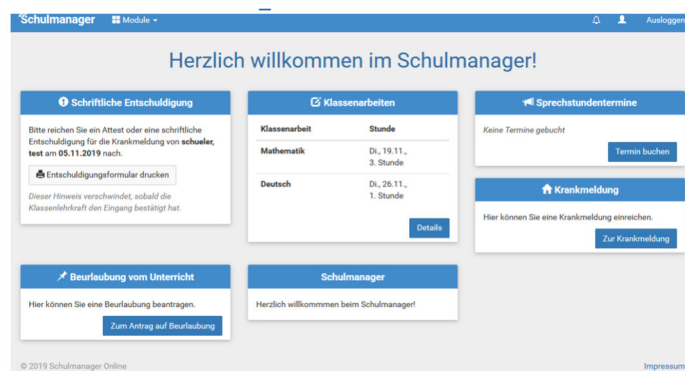 Schulmanager Module Ausloggen
Herzlich willkommen im Schulmanager!
Schriftliche Entschuldigung
Bitte reichen Sie ein Attest oder eine schriftliche
Entschuldigung für die Krankmeldung von schueler,
test am 05.11.2019 nach.
Entschuldigungsformular drucken
Dieser Hinweis verschwindet, sobald die
Klassenlehrkraft den Eingang bestätigt hat.
Klassenarbeiten
Klassenarbeit Stunde
Mathematik Di., 19.11.,
3. Stunde
Deutsch Di., 26.11.,
1. Stunde
Details
Sprechstundentermine
Keine Termine gebucht
Termin buchen
Krankmeldung
Hier können Sie eine Krankmeldung einreichen.
Zur Krankmeldung
Beurlaubung vom Unterricht
Hier können Sie eine Beurlaubung beantragen.
Zum Antrag auf Beurlaubung
Schulmanager
Herzlich willkommmen beim Schulmanager!
© 2019 Schulmanager Online Impressum